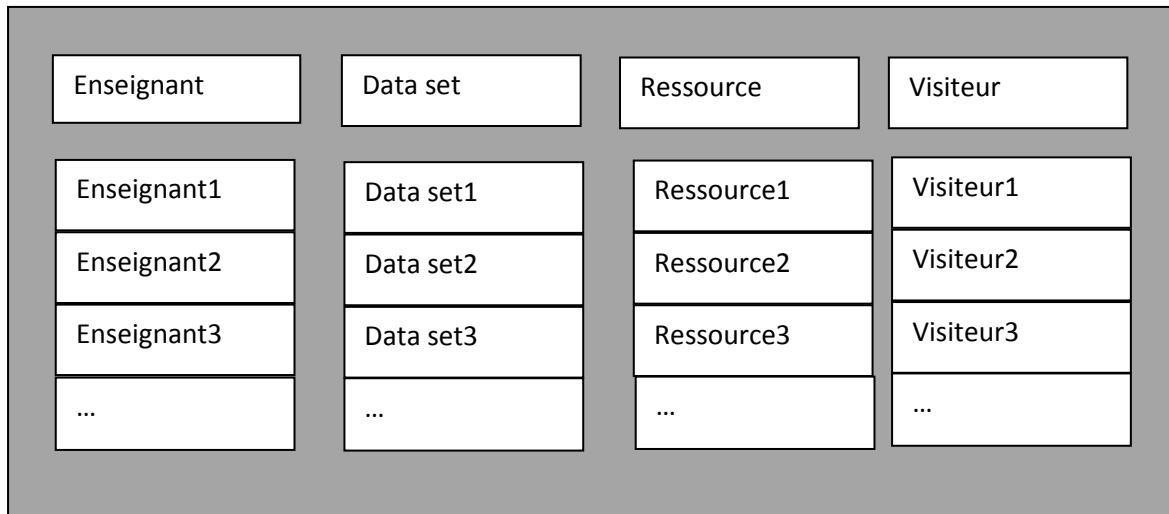 Enseignant Data set Ressource Visiteur
Enseignant1 Data set1 Ressource1 Visiteur1
Enseignant2 Data set2 Ressource2 Visiteur2
Enseignant3 Data set3 Ressource3 Visiteur3
... ... ... ...